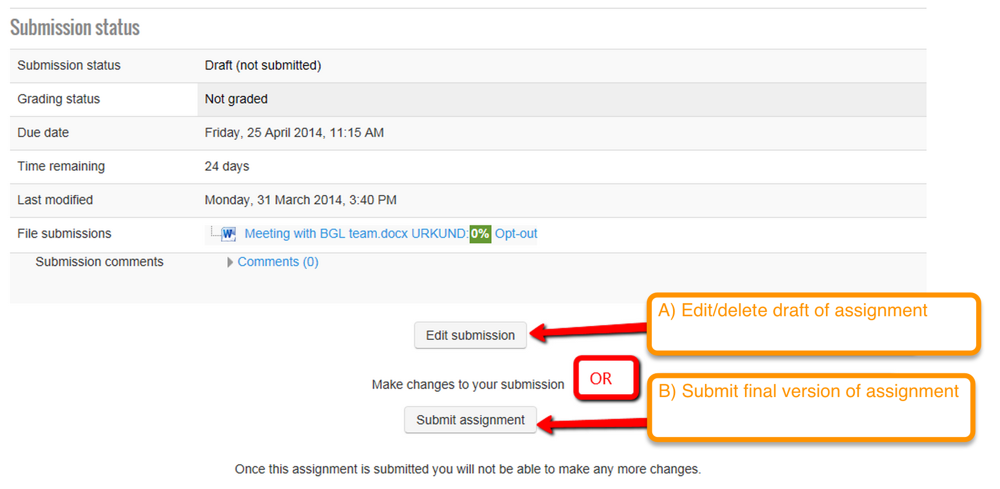 Submission status
Submission status Draft (not submitted)
Grading status Not graded
Due date Friday, 25 April 2014, 11:15 AM
Time remaining 24 days
Last modified Monday, 31 March 2014, 3:40 PM
File submissions Meeting with BGL team.docx URKUND:0% Opt-out
Submission comments Comments (0)
A) Edit/delete draft of assignment
Edit submission
OR
Make changes to your submission
B) Submit final version of assignment
Submit assignment
Once this assignment is submitted you will not be able to make any more changes.